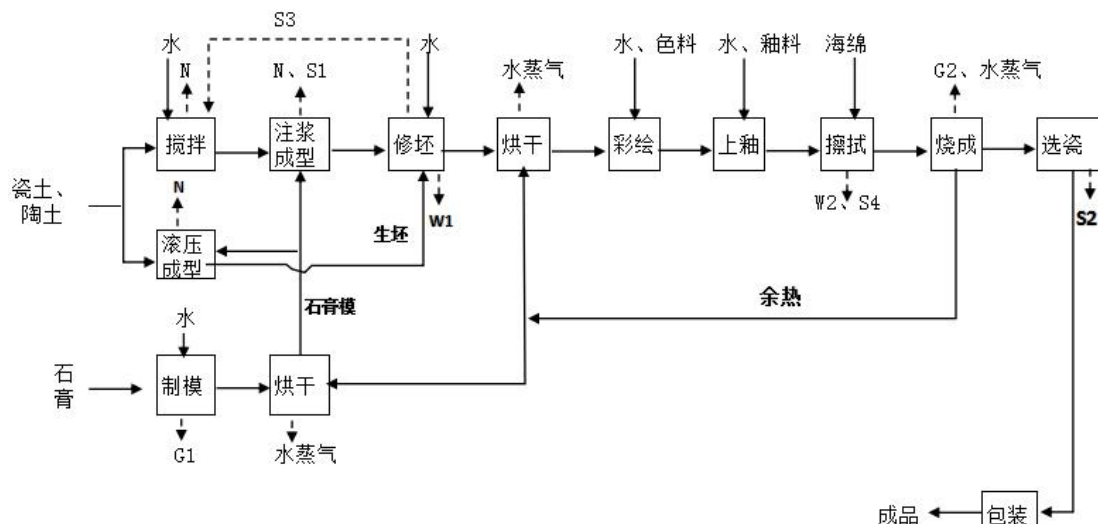 S3
水
水
水、色料
水、釉料
海绵
N
N、S1
水蒸气
G2、水蒸气
搅拌
注浆
成型
修坯
烘干
彩绘
上釉
擦拭
烧成
选瓷
瓷土、
陶土
N
W1
W2、S4
S2
滚压
成型
生坯
石膏模
余热
水
石
膏
制模
烘干
G1
水蒸气
成品
包装